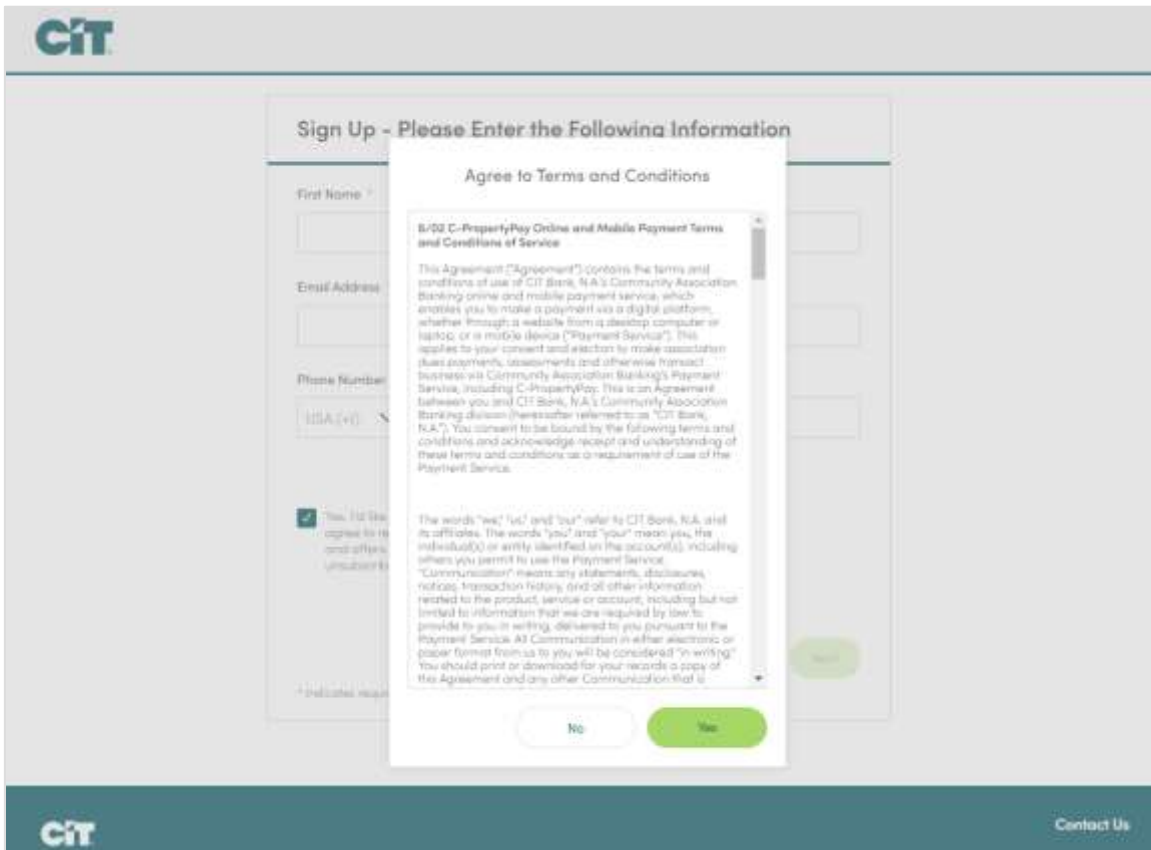 CIT
Sign Up - Please Enter the Following Information
First Name *
Email Address
Phone Number
USA (+1)
Yes, I'd like
agree to re
and offers
unsubscribe
* Indicates requi
Next
Agree to Terms and Conditions
C-PropertyPay Online and Mobile Payment Terms
and Conditions of Service
This Agreement ("Agreement") contains the terms and
conditions of use of CIT Bank, N.A.'s Community Association
Banking online and mobile payment service, which
enables you to make a payment via a digital platform,
whether through a website from a desktop computer or
laptop, or a mobile device ("Payment Service"). This
applies to your consent and election to make association
dues payments, assessments and otherwise transact
business via Community Association Banking's Payment
Service, including C-PropertyPay. This is an Agreement
between you and CIT Bank, N.A.'s Community Association
Banking division (hereinafter referred to as "CIT Bank,
N.A."). You consent to be bound by the following terms and
conditions and acknowledge receipt and understanding of
these terms and conditions as a requirement of use of the
Payment Service.
The words "we," "us," and "our" refer to CIT Bank, N.A. and
its affiliates. The words "you" and "your" mean you, the
individual(s) or entity identified on the account(s), including
others you permit to use the Payment Service.
"Communication" means any statements, disclosures,
notices, transaction history, and all other information
related to the product, service or account, including but not
limited to information that we are required by law to
provide to you in writing, delivered to you pursuant to the
Payment Service. All Communication in either electronic or
paper format from us to you will be considered "in writing."
You should print or download for your records a copy of
this Agreement and any other Communication that is
No
Yes
CIT
Contact Us